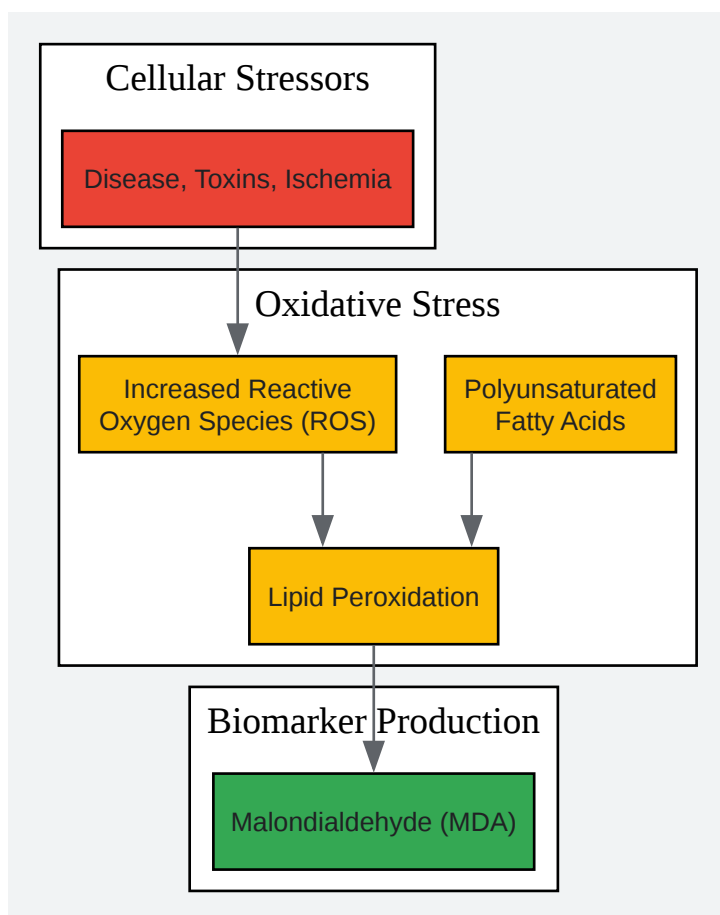 Cellular Stressors
Disease, Toxins, Ischemia
Oxidative Stress
Increased Reactive
Oxygen Species (ROS)
Polyunsaturated
Fatty Acids
Lipid Peroxidation
Biomarker Production
Malondialdehyde (MDA)